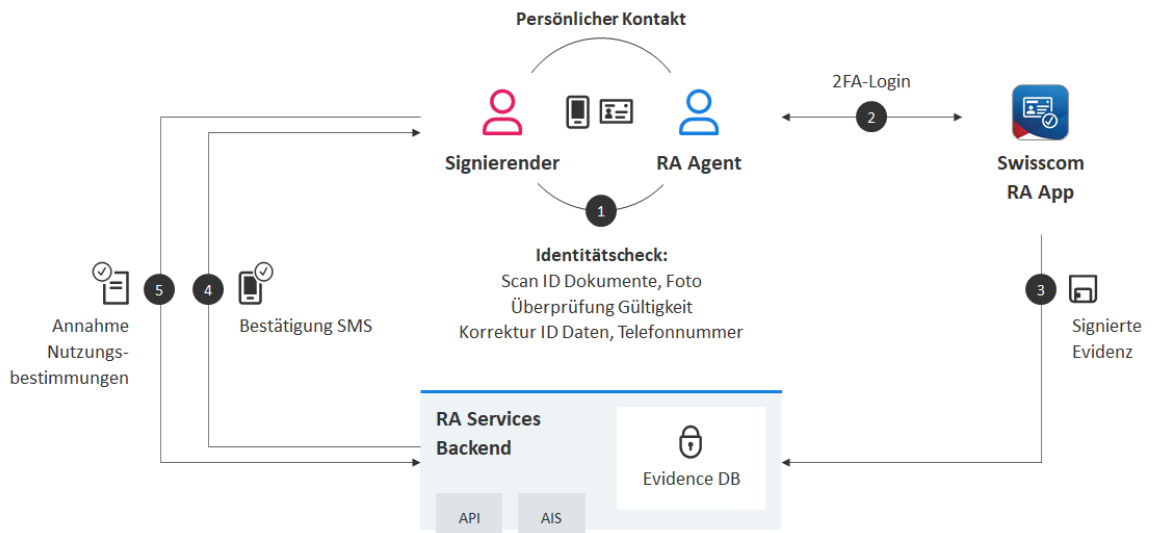 Persönlicher Kontakt
2FA-Login
2
Signierender
RA Agent
Swisscom
RA App
1
Identitätscheck:
Scan ID Dokumente, Foto
Überprüfung Gültigkeit
Korrektur ID Daten, Telefonnummer
5
4
3
Annahme
Nutzungs-
bestimmungen
Bestätigung SMS
Signierte
Evidenz
RA Services
Backend
Evidence DB
API
AIS